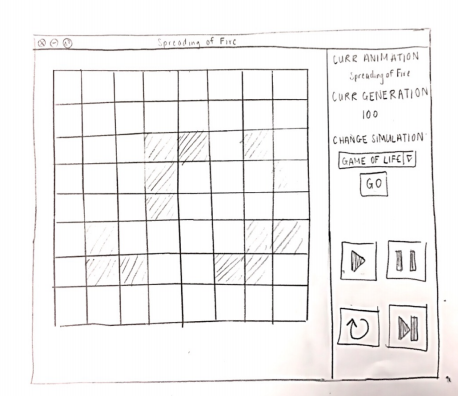 Spreading of Fire
CURR ANIMATION
Spreading of Fire
CURR GENERATION
100
CHANGE SIMULATION:
GAME OF LIFE
GO